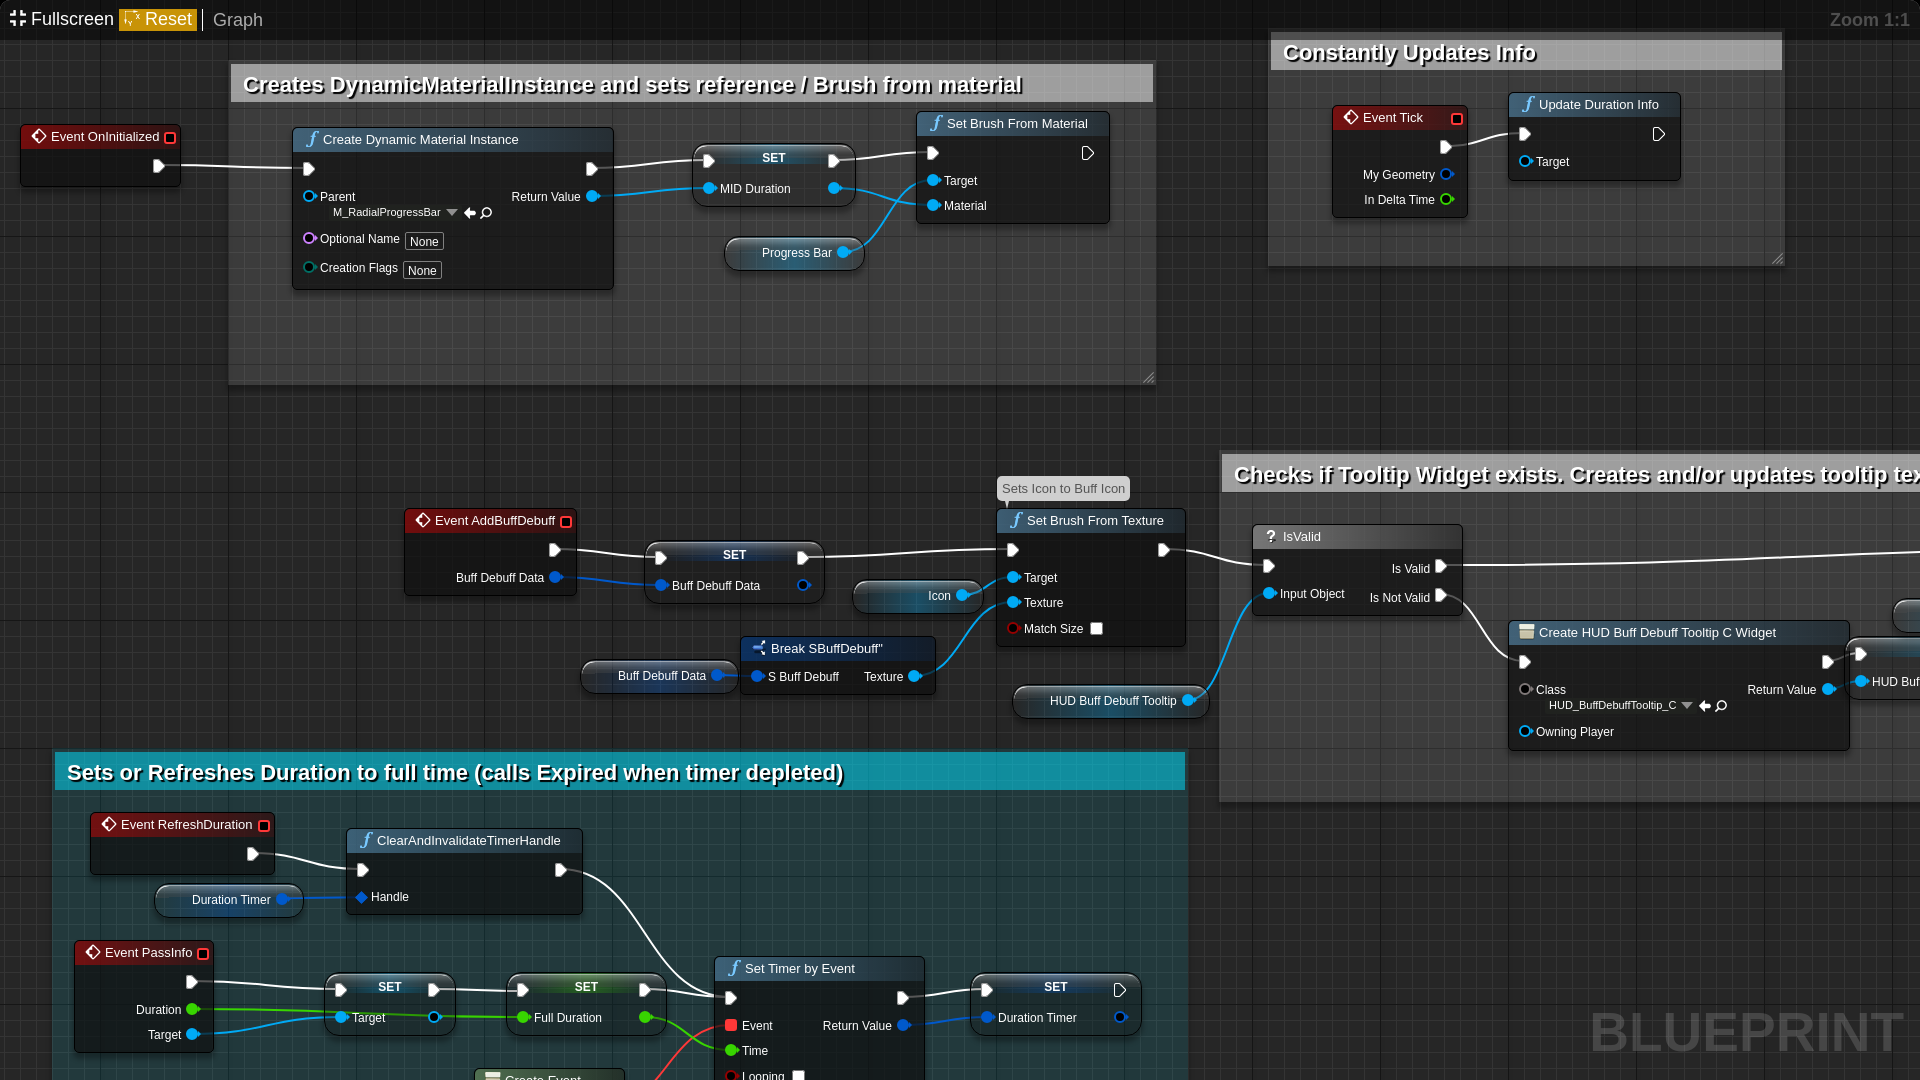 Fullscreen Reset Graph
Zoom 1:1
Creates DynamicMaterialInstance and sets reference / Brush from material
Event OnInitialized
Create Dynamic Material Instance
Parent
M_RadialProgressBar
Return Value
Optional Name None
Creation Flags None
SET
MID Duration
Progress Bar
Set Brush From Material
Target
Material
Constantly Updates Info
Event Tick
My Geometry
In Delta Time
Update Duration Info
Target
Event AddBuffDebuff
Buff Debuff Data
SET
Buff Debuff Data
Icon
Buff Debuff Data
Break SBuffDebuff"
S Buff Debuff Texture
Sets Icon to Buff Icon
Set Brush From Texture
Target
Texture
Match Size
HUD Buff Debuff Tooltip
Checks if Tooltip Widget exists. Creates and/or updates tooltip tex
? IsValid
Is Valid
Input Object
Is Not Valid
Create HUD Buff Debuff Tooltip C Widget
Class
HUD_BuffDebuffTooltip_C
Return Value
Owning Player
HUD Buf
Sets or Refreshes Duration to full time (calls Expired when timer depleted)
Event RefreshDuration
Duration Timer
ClearAndInvalidateTimerHandle
Handle
Event PassInfo
Duration
Target
SET
Target
SET
Full Duration
Create Event
Set Timer by Event
Event
Return Value
Time
Looping
SET
Duration Timer
BLUEPRINT